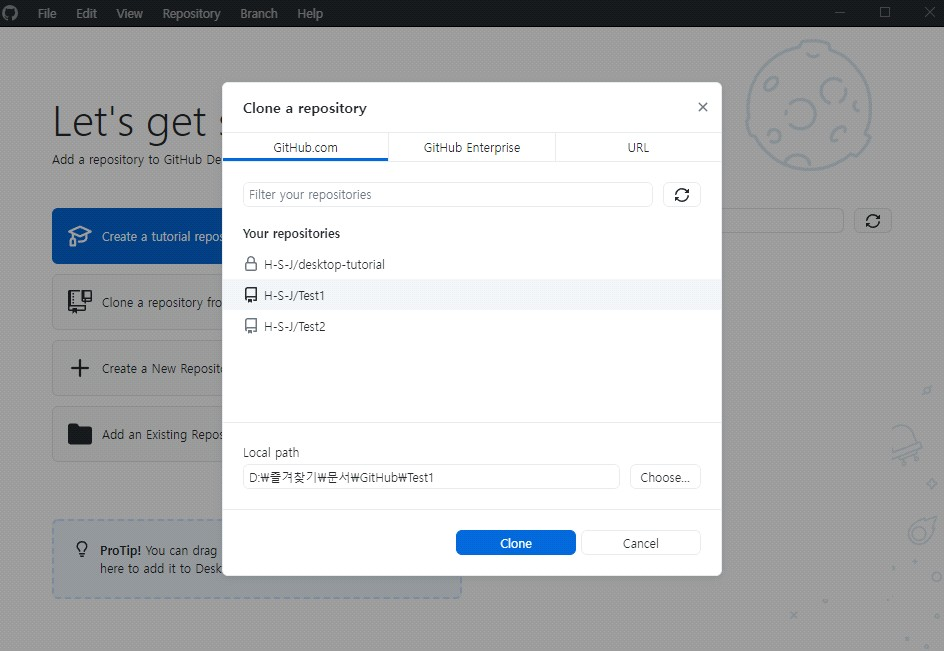 File Edit View Repository Branch Help
Let's get
Add a repository to GitHub De
Create a tutorial repos
Clone a repository fro
Create a New Reposit
Add an Existing Repos
ProTip! You can drag
here to add it to Desk
Clone a repository
GitHub.com GitHub Enterprise URL
Filter your repositories
Your repositories
H-S-J/desktop-tutorial
H-S-J/Test1
H-S-J/Test2
Local path
D:₩즐겨찾기₩문서₩GitHub₩Test1 Choose...
Clone Cancel